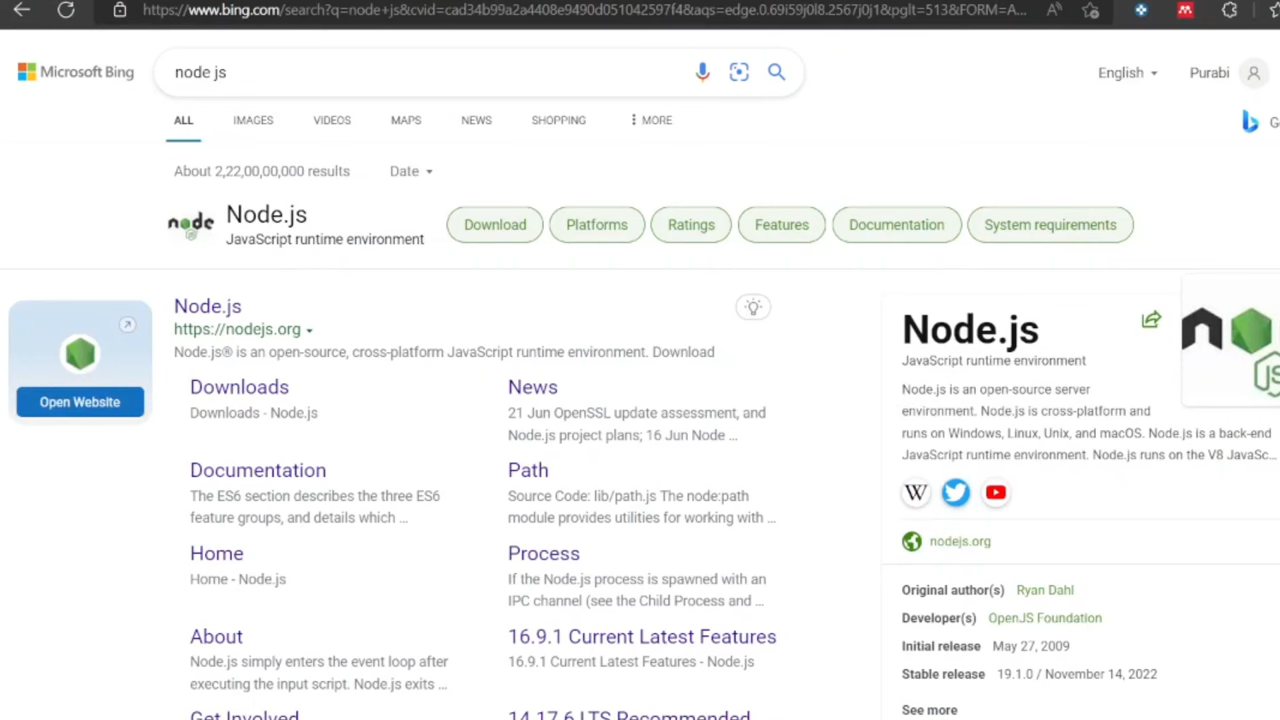 https://www.bing.com/search?q=node+js&cvid=cad34b99a2a4408e9490d051042597f4&aqs=edge.0.69i59j0l8.2567j0j1&pglt=513&FORM=A...
Microsoft Bing
node js
English
Purabi
ALL
IMAGES
VIDEOS
MAPS
NEWS
SHOPPING
MORE
About 2,22,00,00,000 results
Date
node
Node.js
JavaScript runtime environment
Download
Platforms
Ratings
Features
Documentation
System requirements
Open Website
Node.js
https://nodejs.org
Node.js® is an open-source, cross-platform JavaScript runtime environment. Download
Downloads
Downloads - Node.js
News
21 Jun OpenSSL update assessment, and
Node.js project plans; 16 Jun Node ...
Documentation
The ES6 section describes the three ES6
feature groups, and details which ...
Path
Source Code: lib/path.js The node:path
module provides utilities for working with ...
Home
Home - Node.js
Process
If the Node.js process is spawned with an
IPC channel (see the Child Process and ...
About
Node.js simply enters the event loop after
executing the input script. Node.js exits ...
16.9.1 Current Latest Features
16.9.1 Current Latest Features - Node.js
Get Involved
14.17.6 LTS Recommended
Node.js
JavaScript runtime environment
Node.js is an open-source server
environment. Node.js is cross-platform and
runs on Windows, Linux, Unix, and macOS. Node.js is a back-end
JavaScript runtime environment. Node.js runs on the V8 JavaSc...
W
nodejs.org
Original author(s) Ryan Dahl
Developer(s) OpenJS Foundation
Initial release May 27, 2009
Stable release 19.1.0 / November 14, 2022
See more